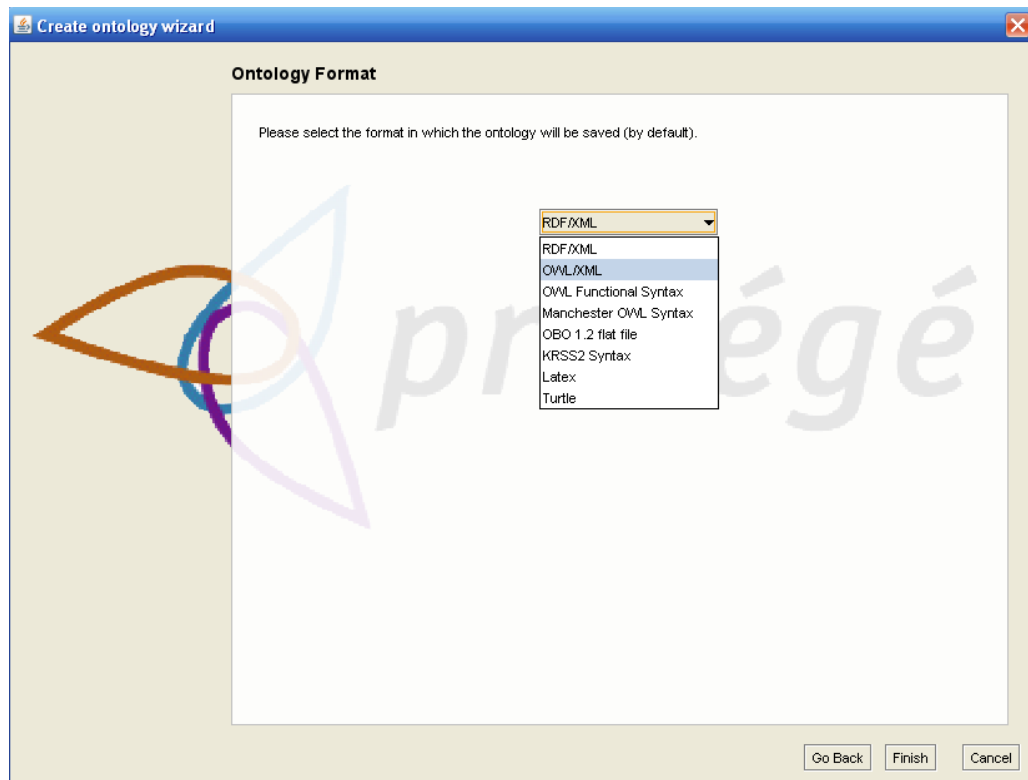 Create ontology wizard
Ontology Format
Please select the format in which the ontology will be saved (by default).
RDF/XML
RDF/XML
OWL/XML
OWL Functional Syntax
Manchester OWL Syntax
OBO 1.2 flat file
KRSS2 Syntax
Latex
Turtle
pr égé
Go Back Finish Cancel